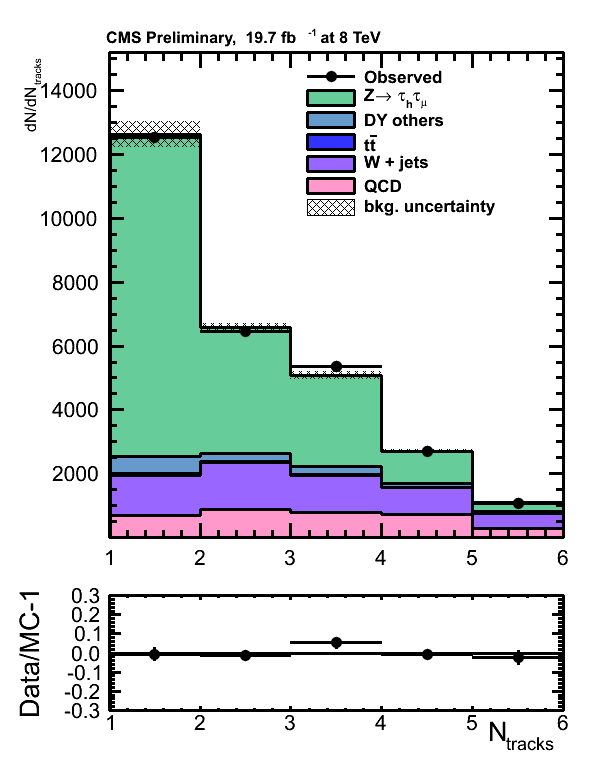 CMS Preliminary, 19.7 fb⁻¹ at 8 TeV
dN/dN_tracks
14000
12000
10000
8000
6000
4000
2000
Observed
Z→ τ_h τ_μ
DY others
tt̅
W + jets
QCD
bkg. uncertainty
1 2 3 4 5 6
Data/MC-1
0.3
0.2
0.1
0.0
-0.1
-0.2
-0.3
1 2 3 4 5 6
N_tracks